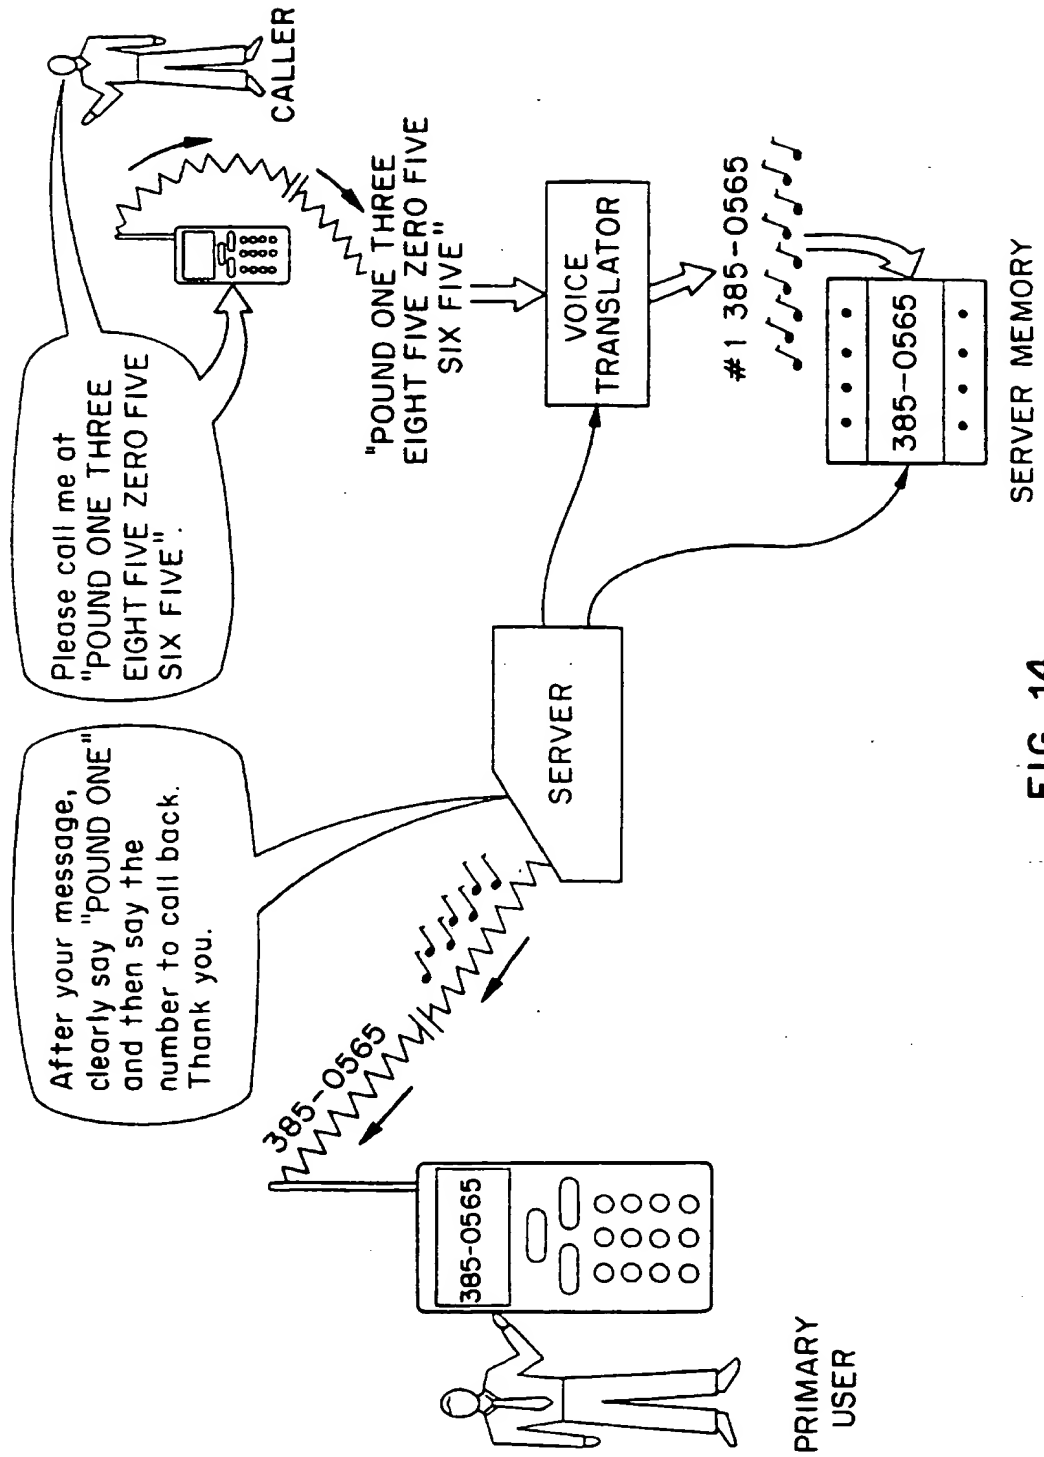 After your message,
clearly say "POUND ONE"
and then say the
number to call back.
Thank you.
Please call me at
"POUND ONE THREE
EIGHT FIVE ZERO FIVE
SIX FIVE".
CALLER
"POUND ONE THREE
EIGHT FIVE ZERO FIVE
SIX FIVE"
VOICE
TRANSLATOR
#1 385-0565
385-0565
SERVER MEMORY
SERVER
385-0565
385-0565
PRIMARY
USER
FIG. 14